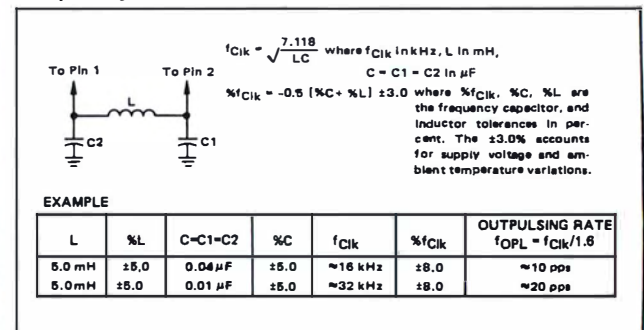 fClk = √7.118/LC where fClk in kHz, L in mH,
C = C1 = C2 in μF
To Pin 1
To Pin 2
L
C2
C1
%fClk = -0.5 [%C+ %L] ±3.0 where %fClk, %C, %L are
the frequency capacitor, and
inductor tolerances in per-
cent. The ±3.0% accounts
for supply voltage and am-
bient temperature variations.
EXAMPLE
L %L C=C1=C2 %C fClk %fClk OUTPULSING RATE fOPL = fClk/1.6
5.0 mH ±5,0 0.04μF ±5.0 ≈16 kHz ±8.0 ≈10 pps
5.0mH ±5.0 0.01 μF ±5.0 ≈32 kHz ±8.0 ≈20 pps